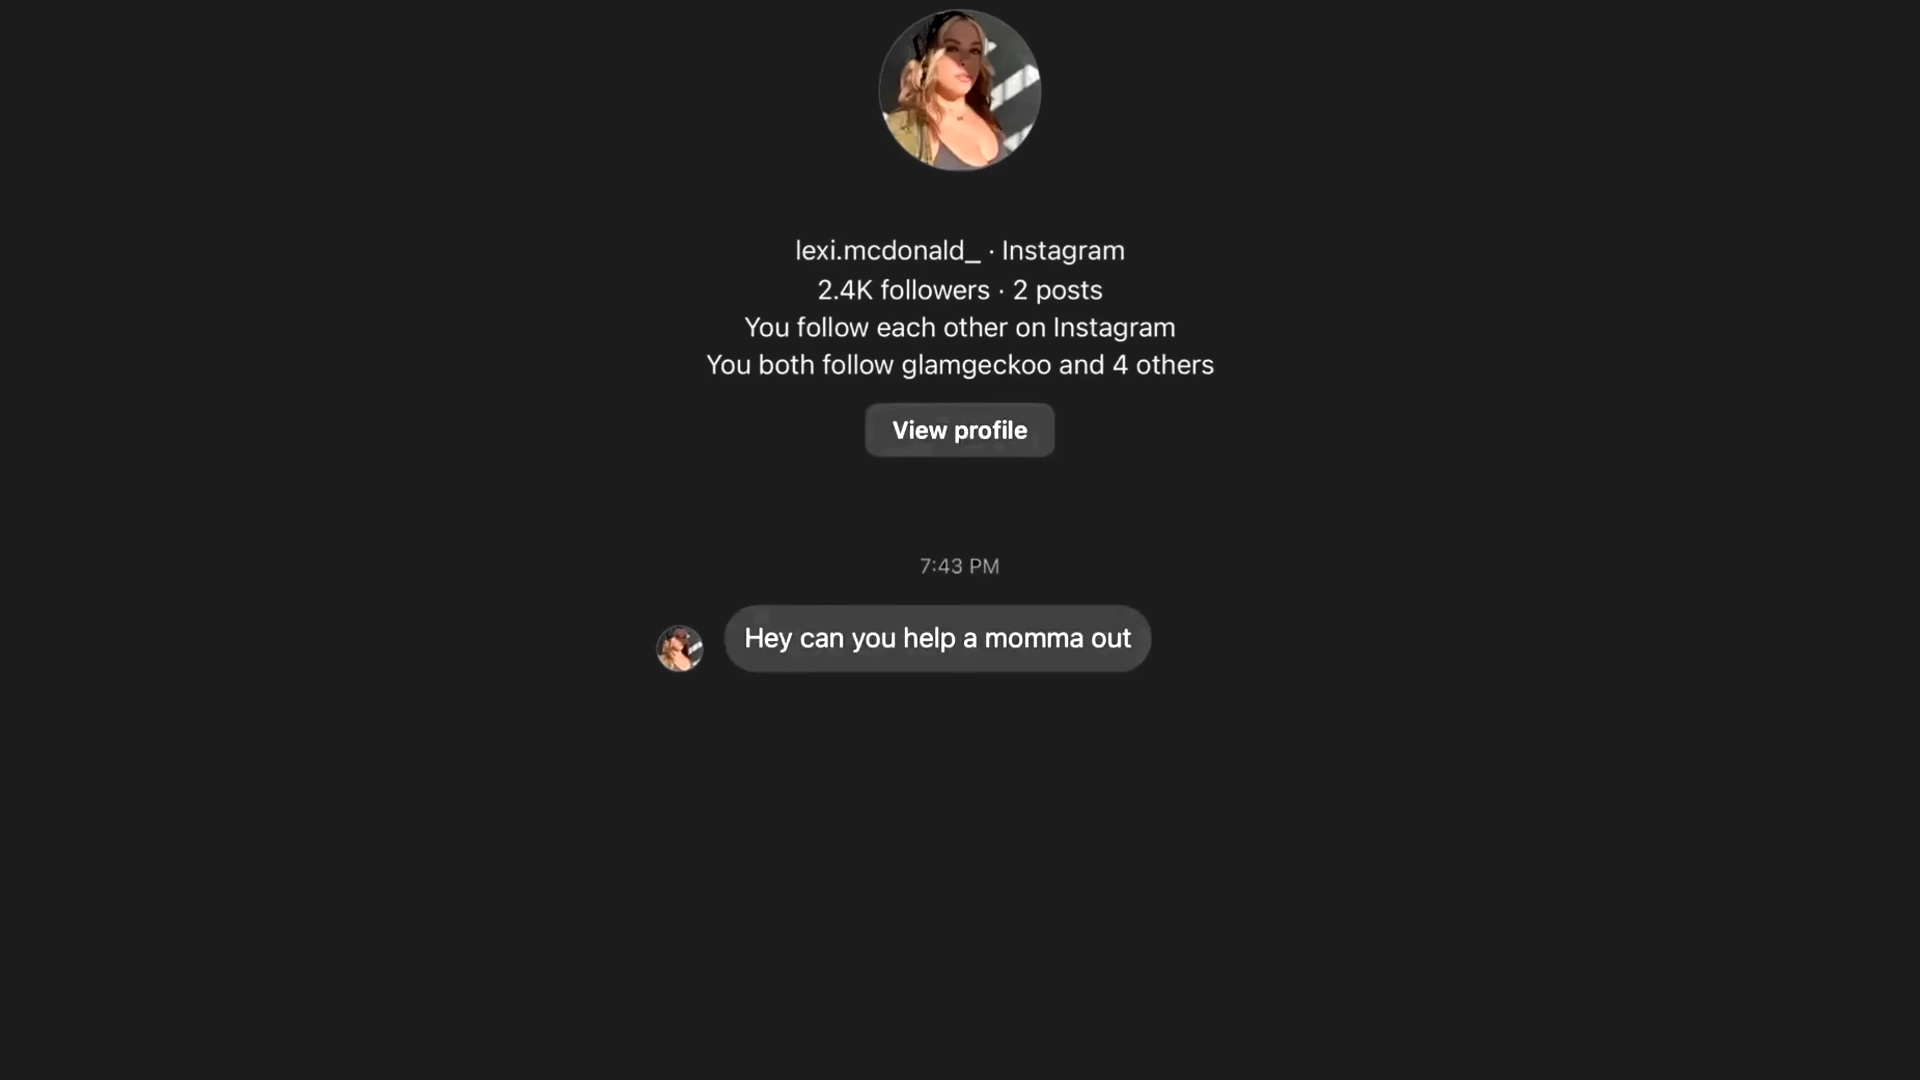 lexi.mcdonald_ · Instagram
2.4K followers · 2 posts
You follow each other on Instagram
You both follow glamgeckoo and 4 others
View profile
7:43 PM
Hey can you help a momma out